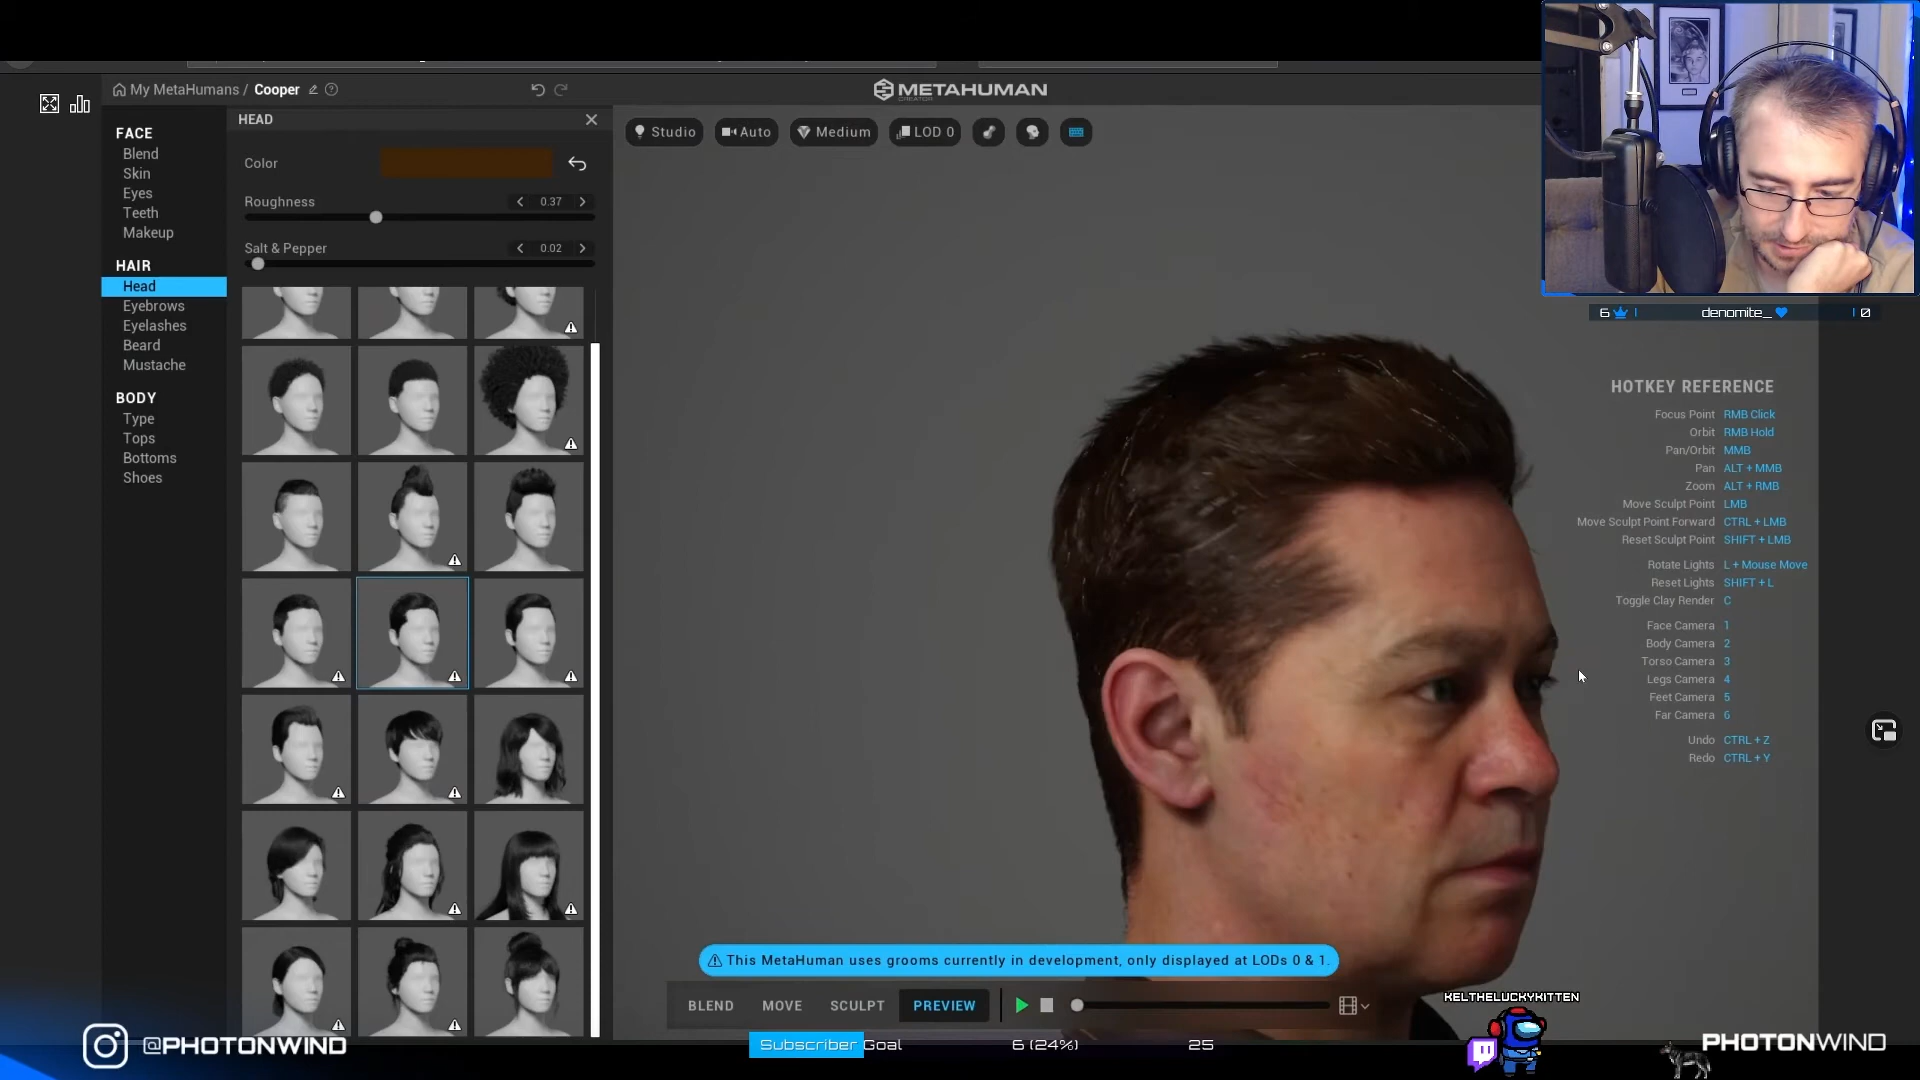 My MetaHumans / Cooper
METAHUMAN
CREATOR
FACE
Blend
Skin
Eyes
Teeth
Makeup
HAIR
Head
Eyebrows
Eyelashes
Beard
Mustache
BODY
Type
Tops
Bottoms
Shoes
HEAD
Color
Roughness
0.37
Salt & Pepper
0.02
Studio
Auto
Medium
LOD 0
6
denomite_
0
HOTKEY REFERENCE
Focus Point RMB Click
Orbit RMB Hold
Pan/Orbit MMB
Pan ALT + MMB
Zoom ALT + RMB
Move Sculpt Point LMB
Move Sculpt Point Forward CTRL + LMB
Reset Sculpt Point SHIFT + LMB
Rotate Lights L + Mouse Move
Reset Lights SHIFT + L
Toggle Clay Render C
Face Camera 1
Body Camera 2
Torso Camera 3
Legs Camera 4
Feet Camera 5
Far Camera 6
Undo CTRL + Z
Redo CTRL + Y
This MetaHuman uses grooms currently in development, only displayed at LODs 0 & 1.
BLEND
MOVE
SCULPT
PREVIEW
KELTHELUCKYKITTEN
@PHOTONWIND
Subscriber Goal
6 (24%)
25
PHOTONWIND